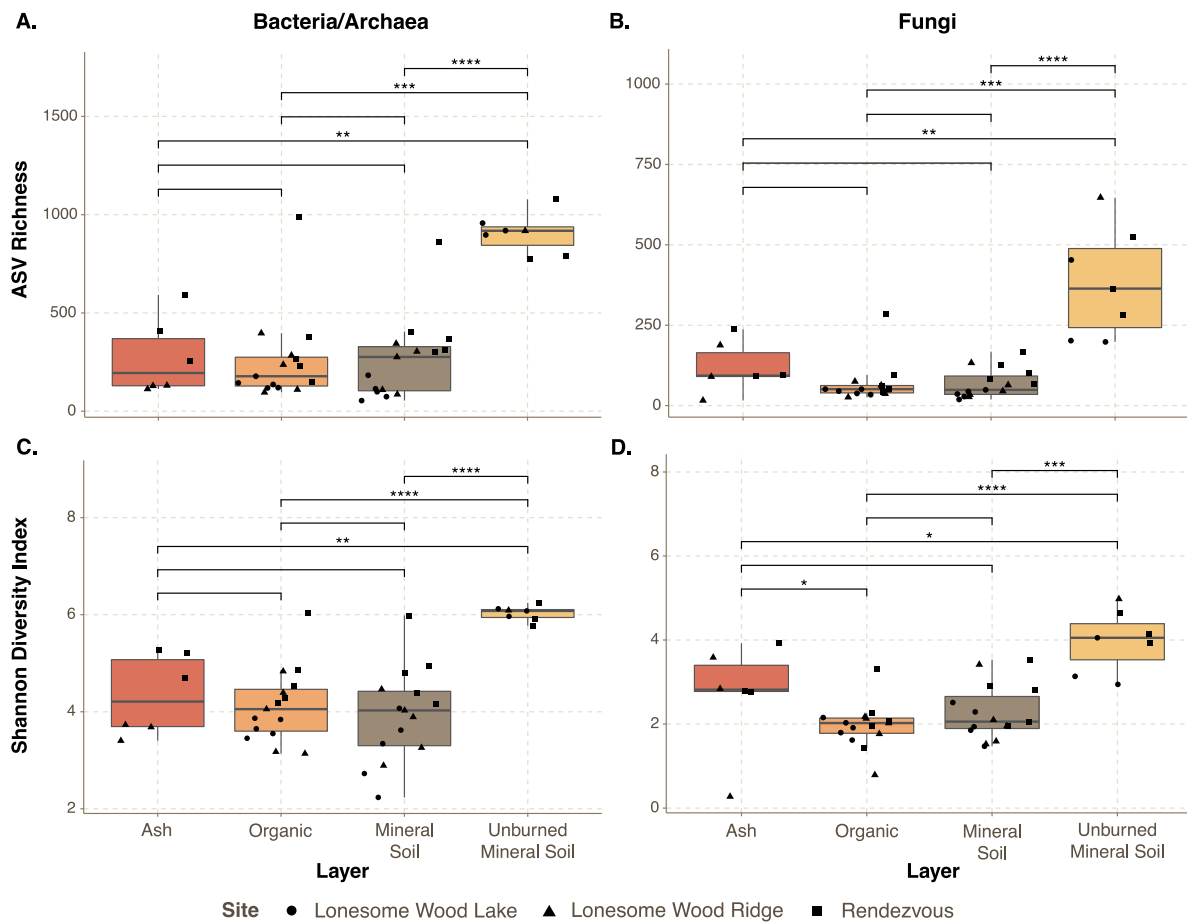 A.
Bacteria/Archaea
B.
Fungi
ASV Richness
1500
1000
500
0
****
***
**
1000
750
500
250
0
****
***
**
C.
D.
Shannon Diversity Index
8
6
4
2
****
****
**
8
6
4
2
0
***
****
*
*
Ash
Organic
Mineral
Soil
Unburned
Mineral Soil
Ash
Organic
Mineral
Soil
Unburned
Mineral Soil
Layer
Layer
Site Lonesome Wood Lake Lonesome Wood Ridge Rendezvous